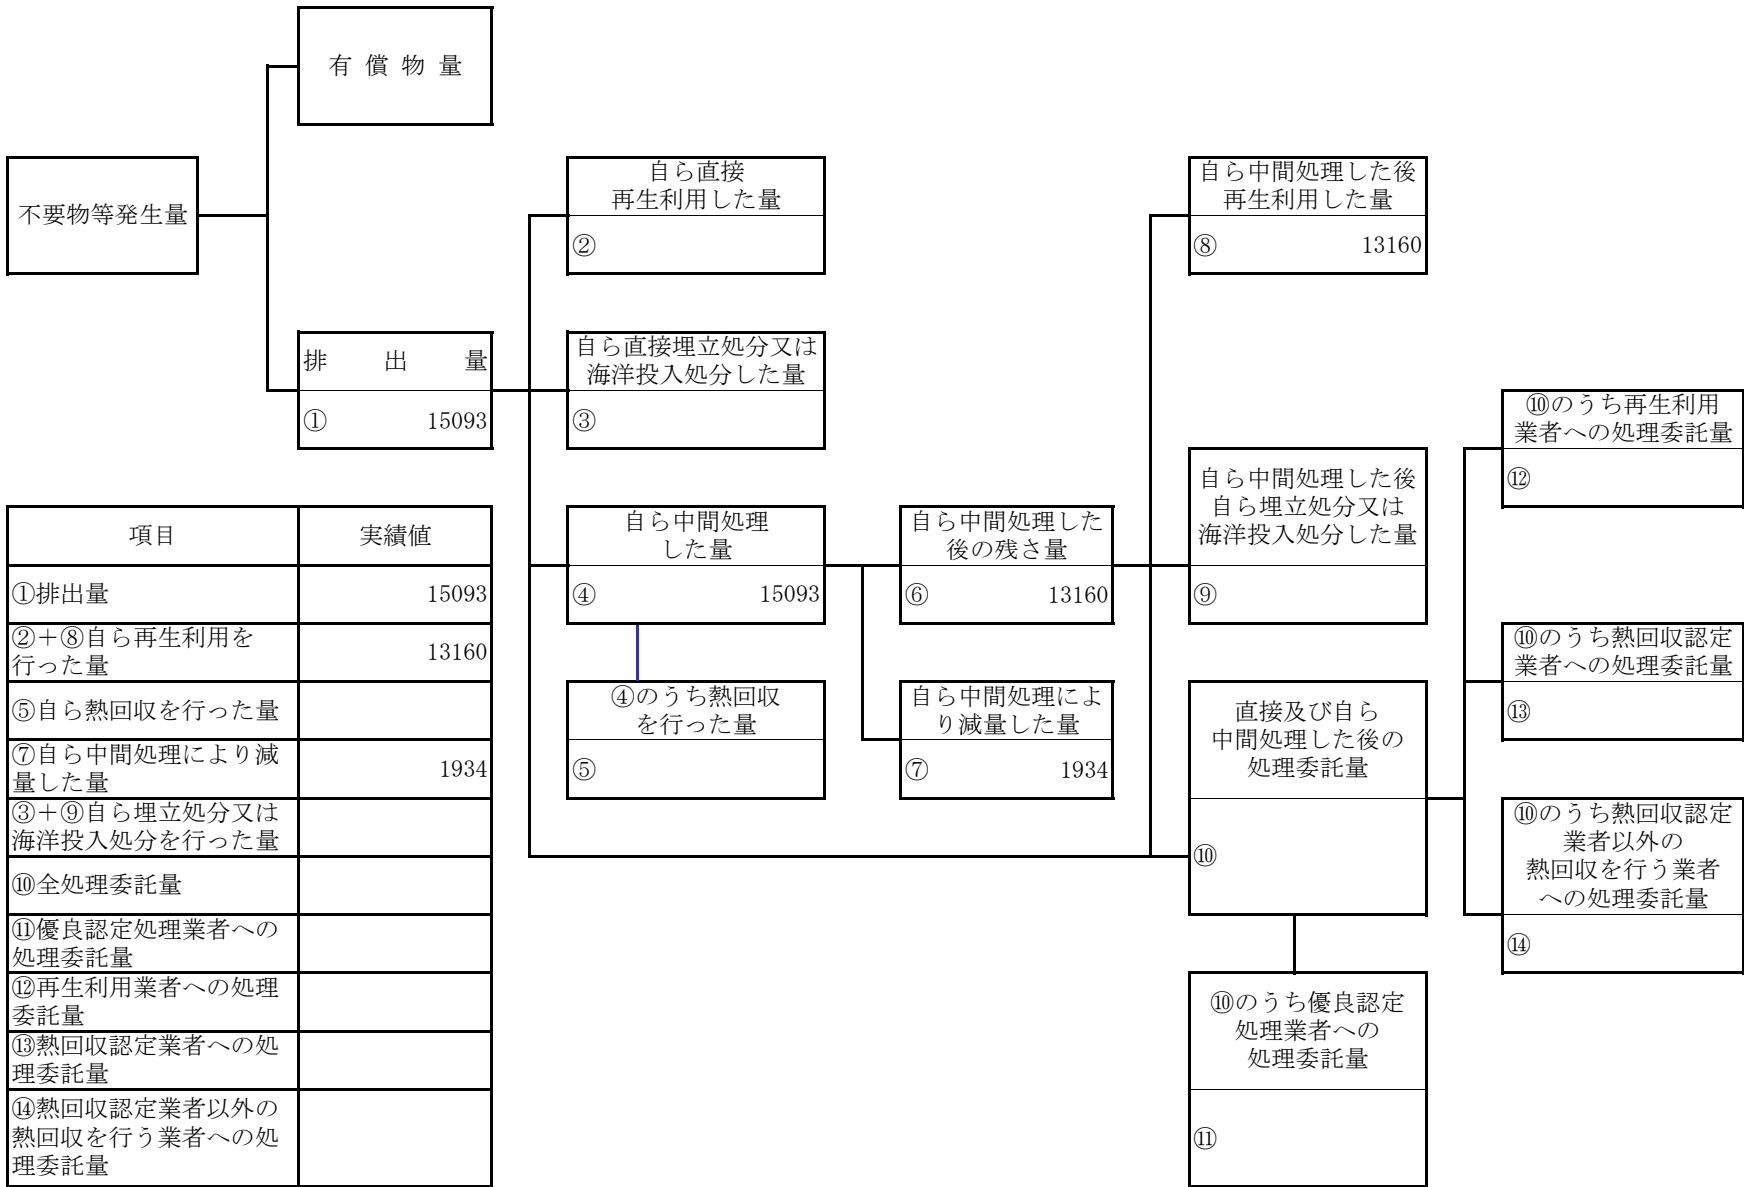 有 償 物 量
不要物等発生量
自ら直接
再生利用した量
②
自ら中間処理した後
再生利用した量
⑧ 13160
排 出 量
① 15093
自ら直接埋立処分又は
海洋投入処分した量
③
⑩のうち再生利用
業者への処理委託量
⑫
自ら中間処理した後
自ら埋立処分又は
海洋投入処分した量
⑨
自ら中間処理
した量
④ 15093
自ら中間処理した
後の残さ量
⑥ 13160
⑩のうち熱回収認定
業者への処理委託量
⑬
④のうち熱回収
を行った量
⑤
自ら中間処理によ
り減量した量
⑦ 1934
直接及び自ら
中間処理した後の
処理委託量
⑩
⑩のうち熱回収認定
業者以外の
熱回収を行う業者
への処理委託量
⑭
⑩のうち優良認定
処理業者への
処理委託量
⑪
項目 実績値
①排出量 15093
②＋⑧自ら再生利用を
行った量 13160
⑤自ら熱回収を行った量
⑦自ら中間処理により減
量した量 1934
③＋⑨自ら埋立処分又は
海洋投入処分を行った量
⑩全処理委託量
⑪優良認定処理業者への
処理委託量
⑫再生利用業者への処理
委託量
⑬熱回収認定業者への処
理委託量
⑭熱回収認定業者以外の
熱回収を行う業者への処
理委託量